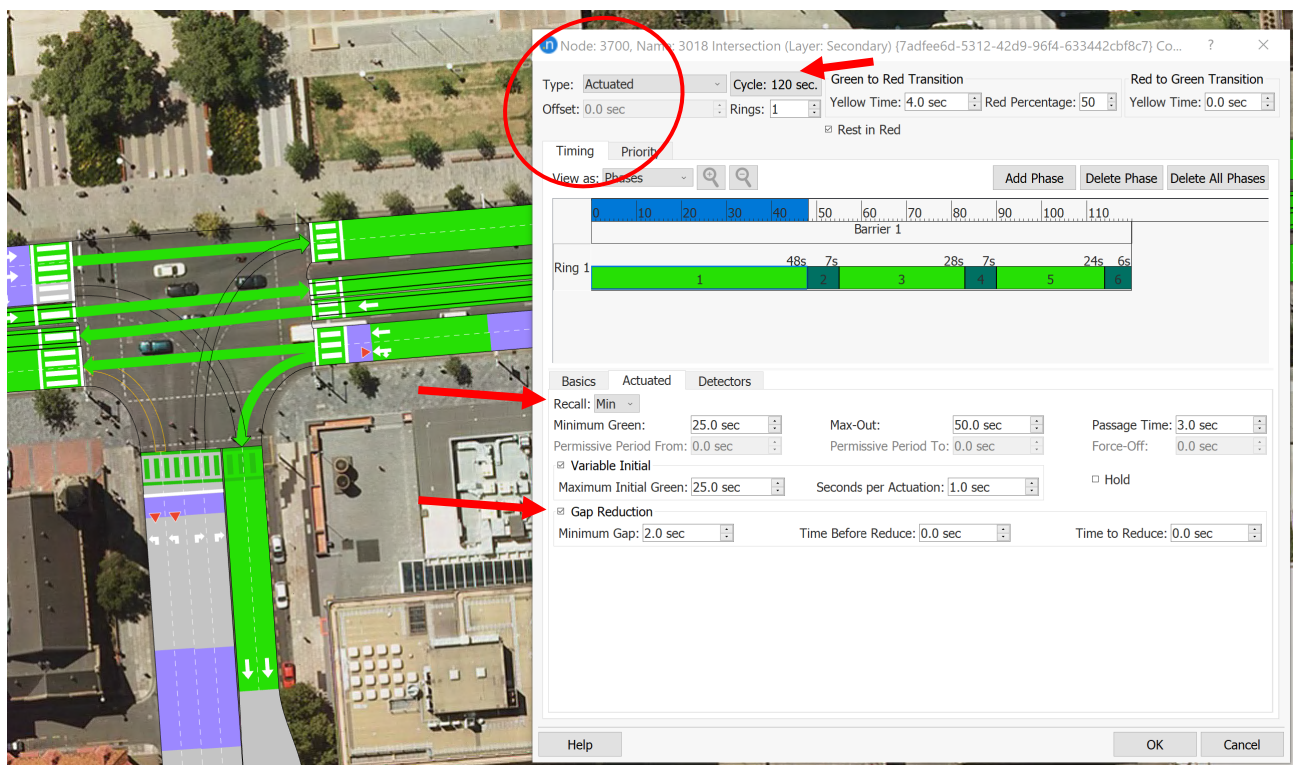 Node: 3700, Name: 3018 Intersection (Layer: Secondary) {7adfee6d-5312-42d9-96f4-633442cbf8c7} Co... ? ×
Type: Actuated Cycle: 120 sec. Green to Red Transition Red to Green Transition
Offset: 0.0 sec Rings: 1 Yellow Time: 4.0 sec Red Percentage: 50 Yellow Time: 0.0 sec
Rest in Red
Timing Priority
View as: Phases Add Phase Delete Phase Delete All Phases
0 10 20 30 40 50 60 70 80 90 100 110
Barrier 1
48s 7s 28s 7s 24s 6s
Ring 1 1 2 3 4 5 6
Basics Actuated Detectors
Recall: Min
Minimum Green: 25.0 sec Max-Out: 50.0 sec Passage Time: 3.0 sec
Permissive Period From: 0.0 sec Permissive Period To: 0.0 sec Force-Off: 0.0 sec
Variable Initial
Maximum Initial Green: 25.0 sec Seconds per Actuation: 1.0 sec Hold
Gap Reduction
Minimum Gap: 2.0 sec Time Before Reduce: 0.0 sec Time to Reduce: 0.0 sec
Help OK Cancel